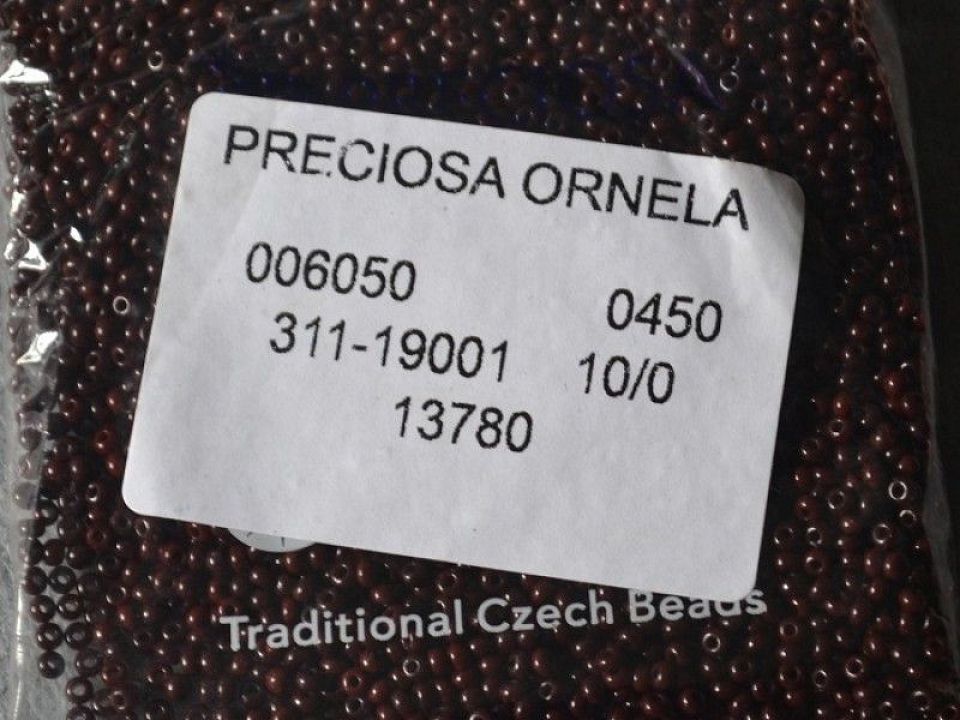 PRECIOSA ORNELA
006050 0450
311-19001 10/0
13780
Traditional Czech Beads